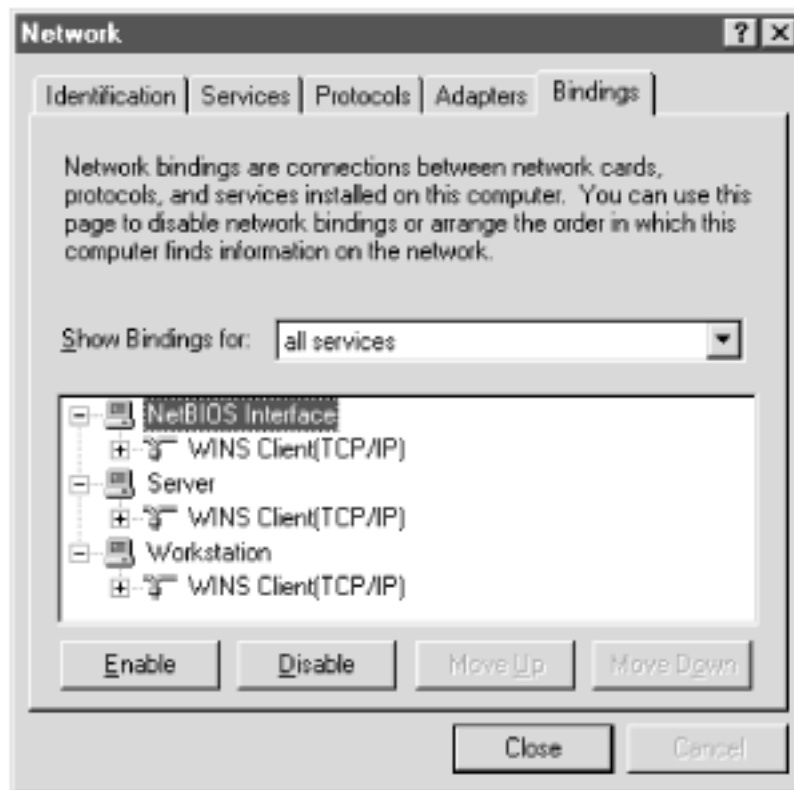 Network
Identification Services Protocols Adapters Bindings
Network bindings are connections between network cards,
protocols, and services installed on this computer. You can use this
page to disable network bindings or arrange the order in which this
computer finds information on the network.
Show Bindings for: all services
NetBIOS Interface
WINS Client(TCP/IP)
Server
WINS Client(TCP/IP)
Workstation
WINS Client(TCP/IP)
Enable Disable Move Up Move Down
Close Cancel